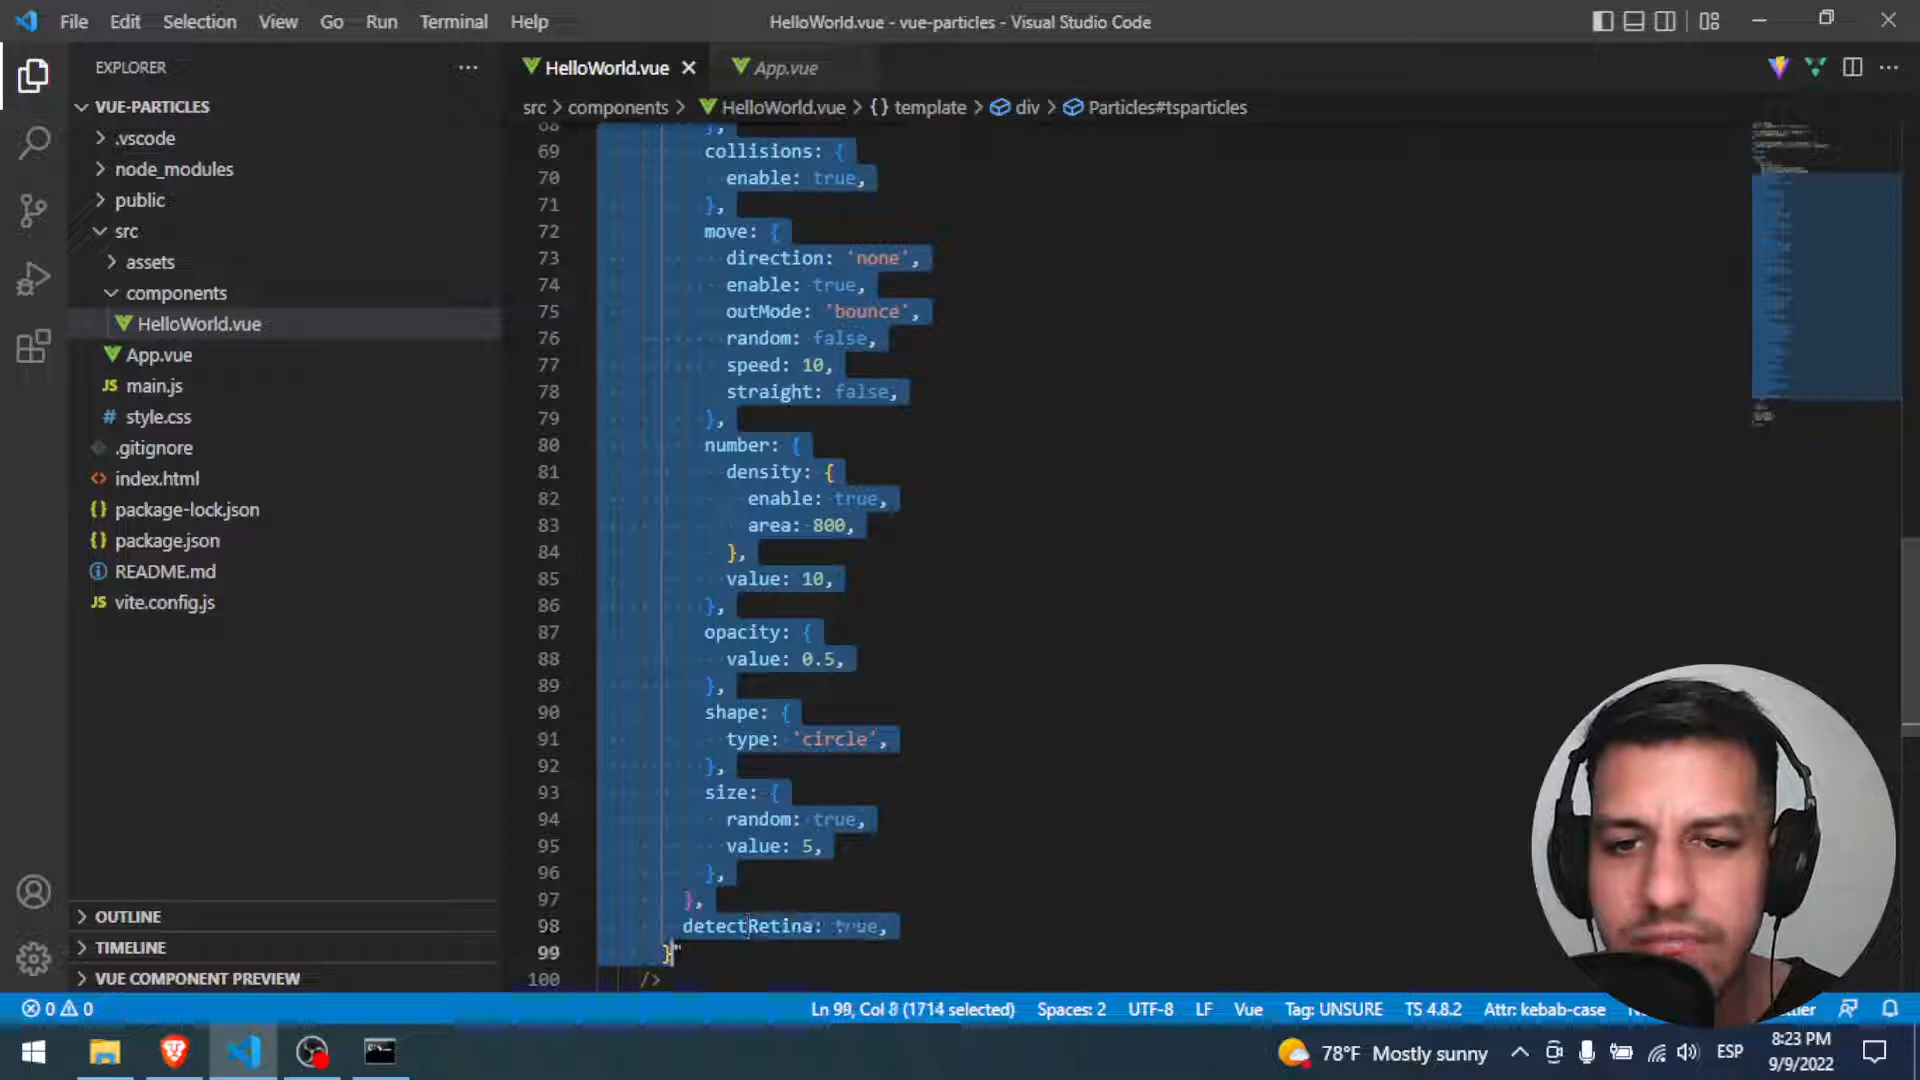 File Edit Selection View Go Run Terminal Help
HelloWorld.vue - vue-particles - Visual Studio Code
EXPLORER
VUE-PARTICLES
.vscode
node_modules
public
src
assets
components
HelloWorld.vue
App.vue
JS main.js
# style.css
.gitignore
<> index.html
{} package-lock.json
{} package.json
README.md
JS vite.config.js
OUTLINE
TIMELINE
VUE COMPONENT PREVIEW
HelloWorld.vue App.vue
src > components > HelloWorld.vue > {} template > div > Particles#tsparticles
68 },
69 collisions: {
70 enable: true,
71 },
72 move: {
73 direction: 'none',
74 enable: true,
75 outMode: 'bounce',
76 random: false,
77 speed: 10,
78 straight: false,
79 },
80 number: {
81 density: {
82 enable: true,
83 area: 800,
84 },
85 value: 10,
86 },
87 opacity: {
88 value: 0.5,
89 },
90 shape: {
91 type: 'circle',
92 },
93 size: {
94 random: true,
95 value: 5,
96 },
97 },
98 detectRetina: true,
99 }"
100 />
0 0 Ln 99, Col 8 (1714 selected) Spaces: 2 UTF-8 LF Vue Tag: UNSURE TS 4.8.2 Attr: kebab-case
78°F Mostly sunny ESP 8:23 PM
9/9/2022